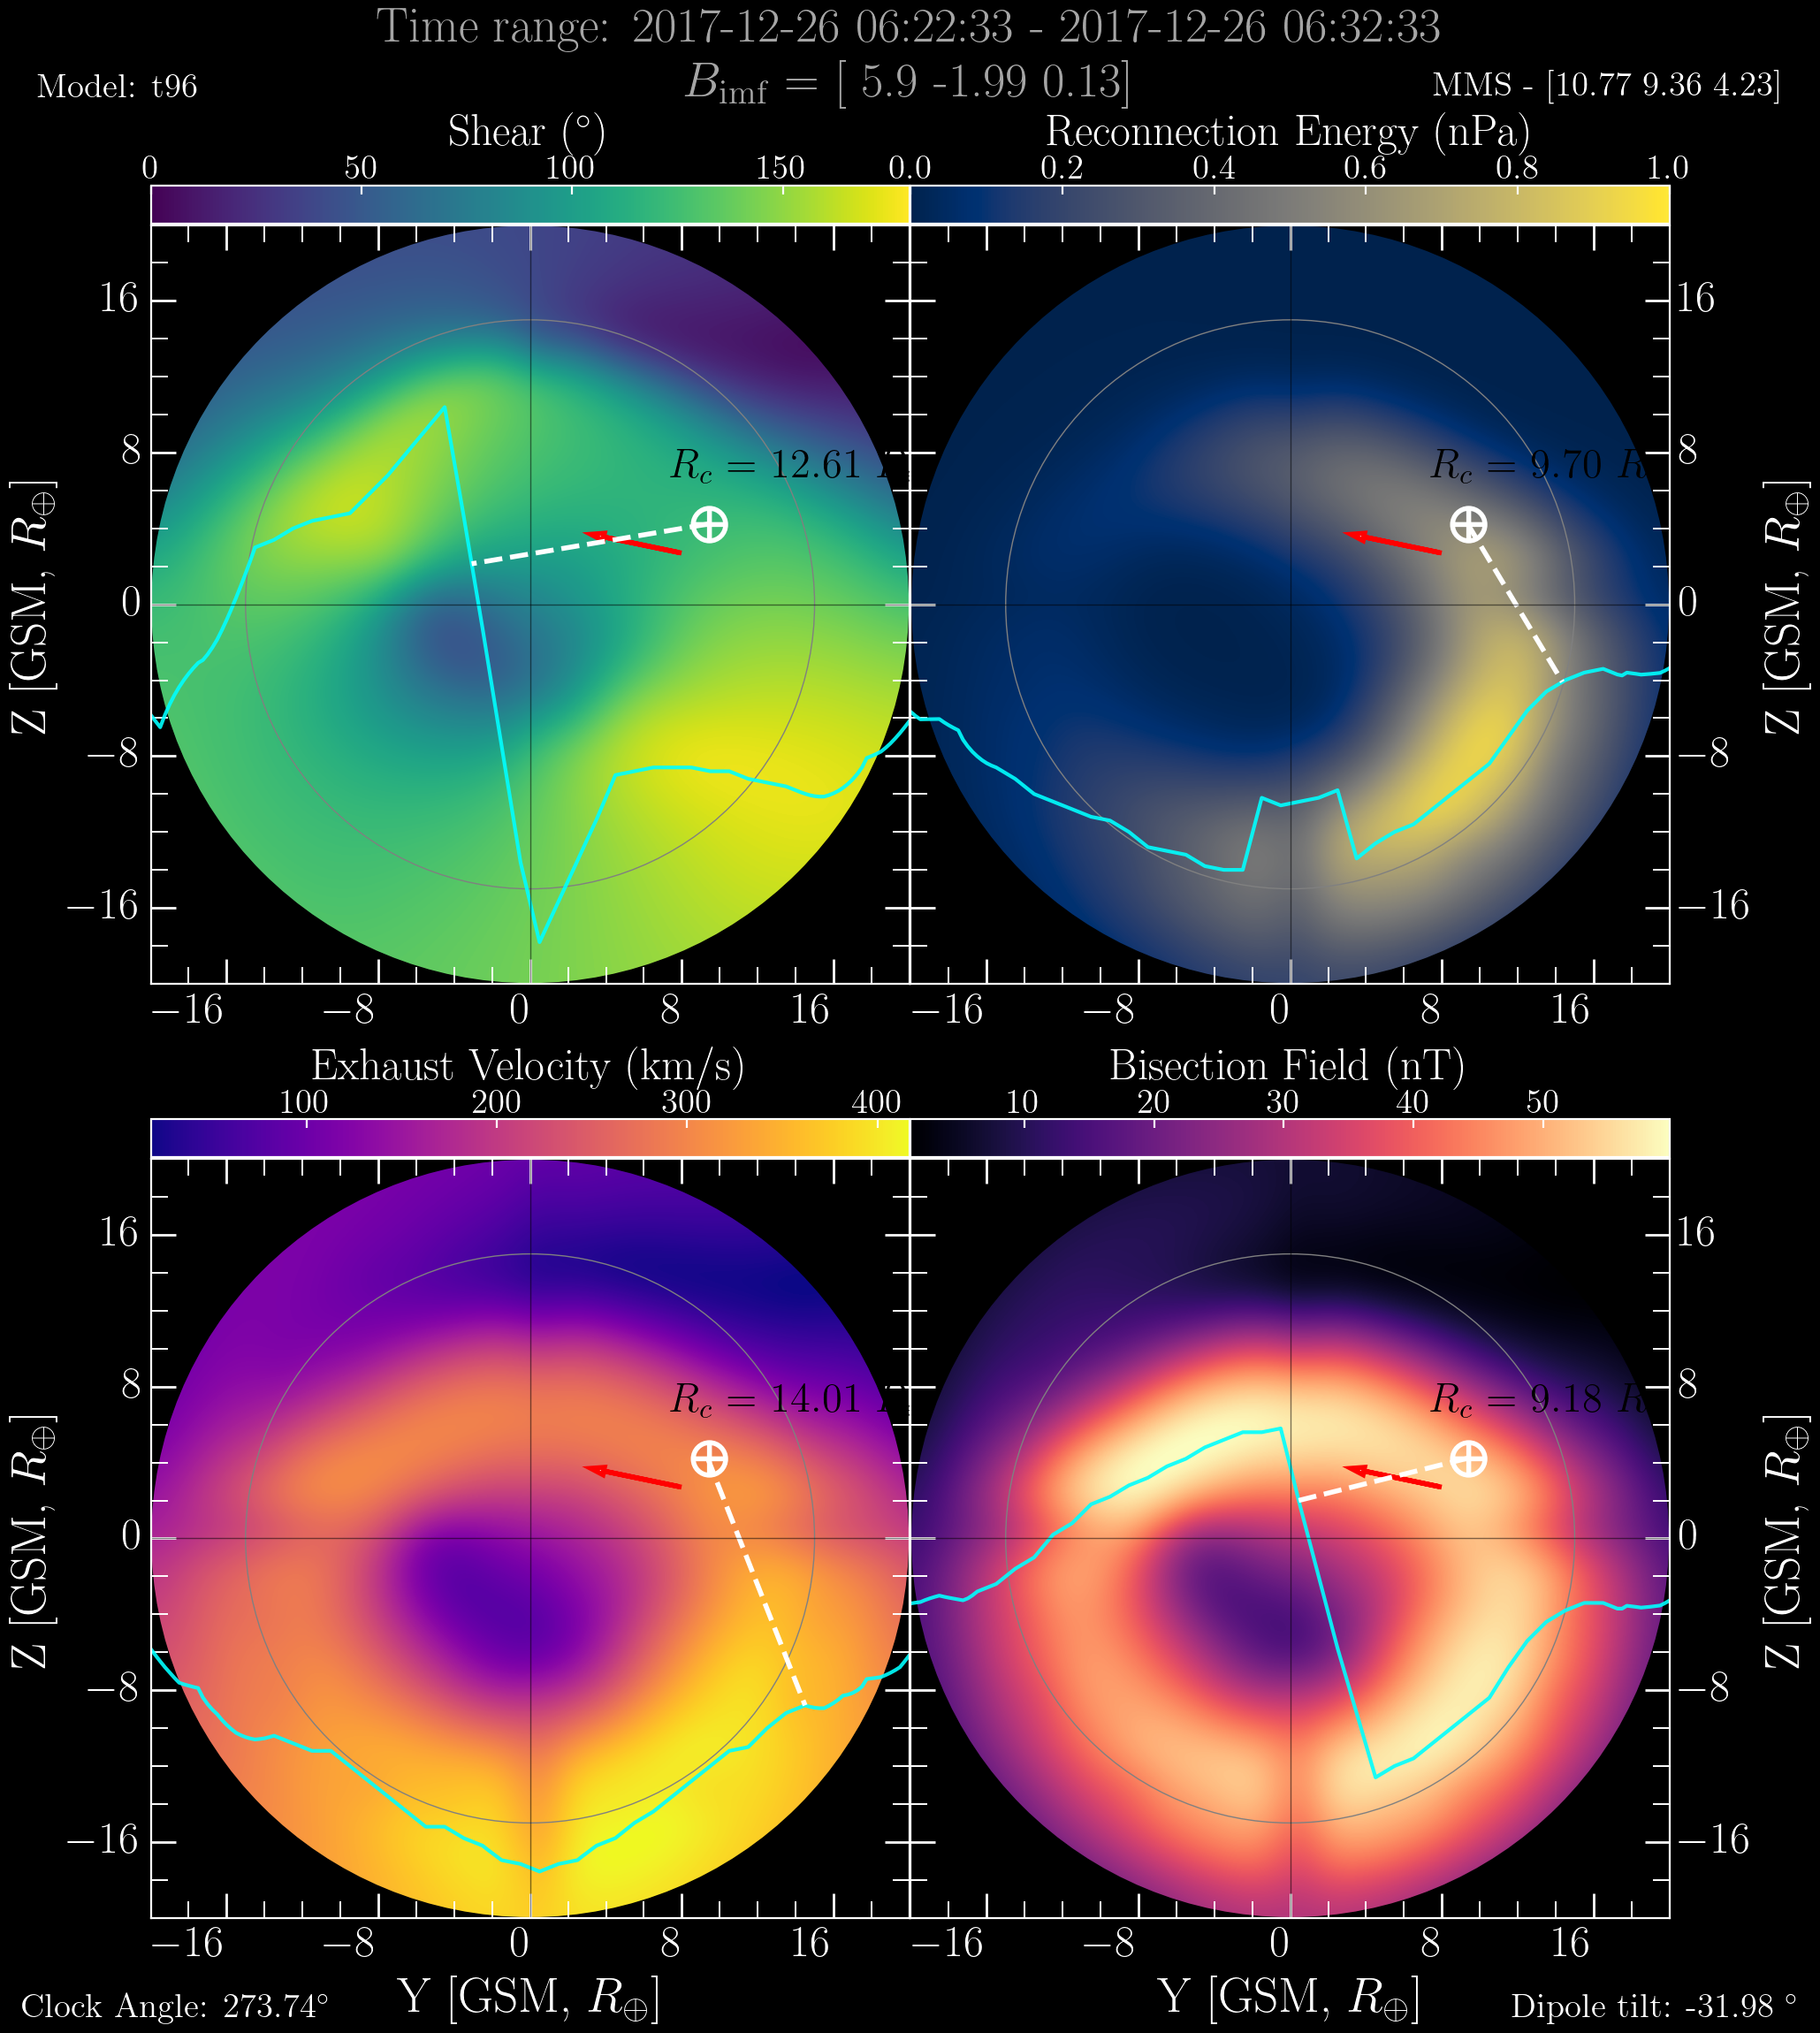 Time range: 2017-12-26 06:22:33 - 2017-12-26 06:32:33
Model: t96
B_imf = [ 5.9 -1.99 0.13]
MMS - [10.77 9.36 4.23]
Shear (°)
Reconnection Energy (nPa)
0 50 100 150
0.0 0.2 0.4 0.6 0.8 1.0
16 8 0 −8 −16
Z [GSM, R⊕]
R_c = 12.61
R_c = 9.70 R
16 8 0 −8 −16
Z [GSM, R⊕]
−16 −8 0 8 16
−16 −8 0 8 16
Exhaust Velocity (km/s)
Bisection Field (nT)
100 200 300 400
10 20 30 40 50
16 8 0 −8 −16
Z [GSM, R⊕]
R_c = 14.01
R_c = 9.18 R
16 8 0 −8 −16
Z [GSM, R⊕]
−16 −8 0 8 16
−16 −8 0 8 16
Y [GSM, R⊕]
Y [GSM, R⊕]
Clock Angle: 273.74°
Dipole tilt: -31.98 °